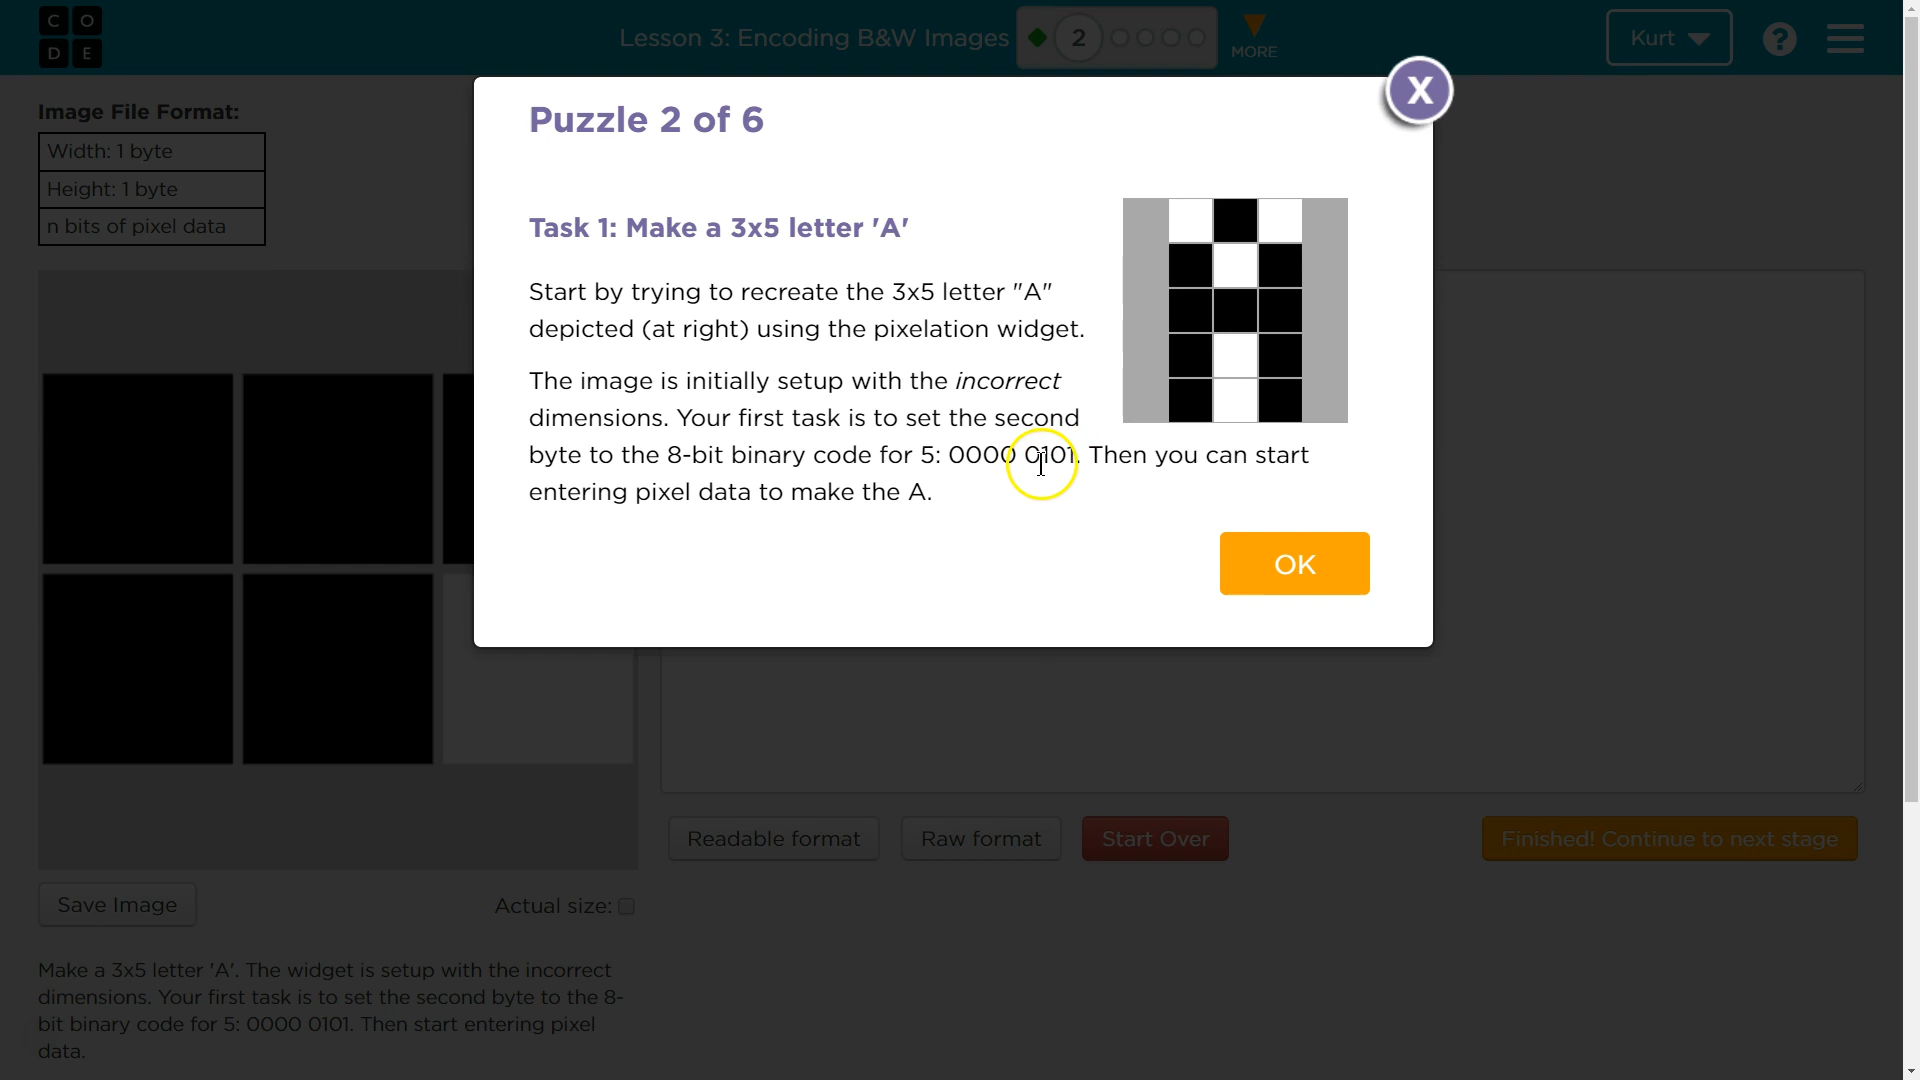 C O
D E
Lesson 3: Encoding B&W Images
2
MORE
Kurt
?
Image File Format:
Width: 1 byte
Height: 1 byte
n bits of pixel data
X
Puzzle 2 of 6
Task 1: Make a 3x5 letter 'A'
Start by trying to recreate the 3x5 letter "A"
depicted (at right) using the pixelation widget.
The image is initially setup with the incorrect
dimensions. Your first task is to set the second
byte to the 8-bit binary code for 5: 0000 0101. Then you can start
entering pixel data to make the A.
OK
Readable format
Raw format
Start Over
Finished! Continue to next stage
Save Image
Actual size:
Make a 3x5 letter 'A'. The widget is setup with the incorrect
dimensions. Your first task is to set the second byte to the 8-
bit binary code for 5: 0000 0101. Then start entering pixel
data.